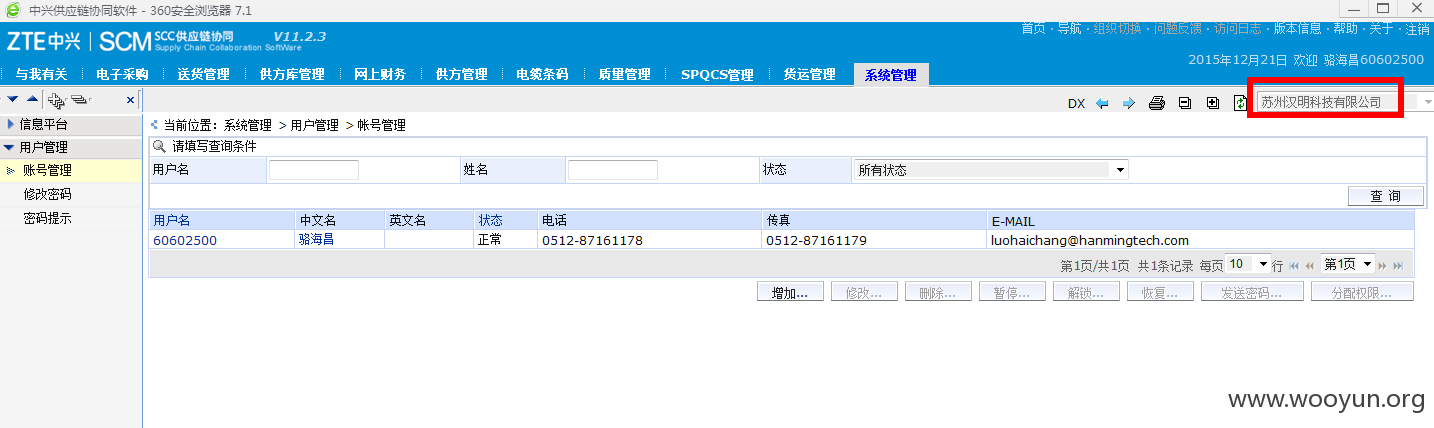 中兴供应链协同软件 - 360安全浏览器 7.1
ZTE中兴 SCM SCC供应链协同 Supply Chain Collaboration SoftWare V11.2.3
首页 · 导航 · 组织切换 · 问题反馈 · 访问日志 · 版本信息 · 帮助 · 关于 · 注销
2015年12月21日 欢迎 骆海昌60602500
与我有关 电子采购 送货管理 供方库管理 网上财务 供方管理 电缆条码 质量管理 SPQCS管理 货运管理 系统管理
DX 苏州汉明科技有限公司
信息平台
用户管理
账号管理
修改密码
密码提示
当前位置：系统管理 > 用户管理 > 帐号管理
请填写查询条件
用户名 姓名 状态 所有状态
查 询
用户名 中文名 英文名 状态 电话 传真 E-MAIL
60602500 骆海昌 正常 0512-87161178 0512-87161179 luohaichang@hanmingtech.com
第1页/共1页 共1条记录 每页 10 行 第1页
增加... 修改... 删除... 暂停... 解锁... 恢复... 发送密码... 分配权限...
www.wooyun.org